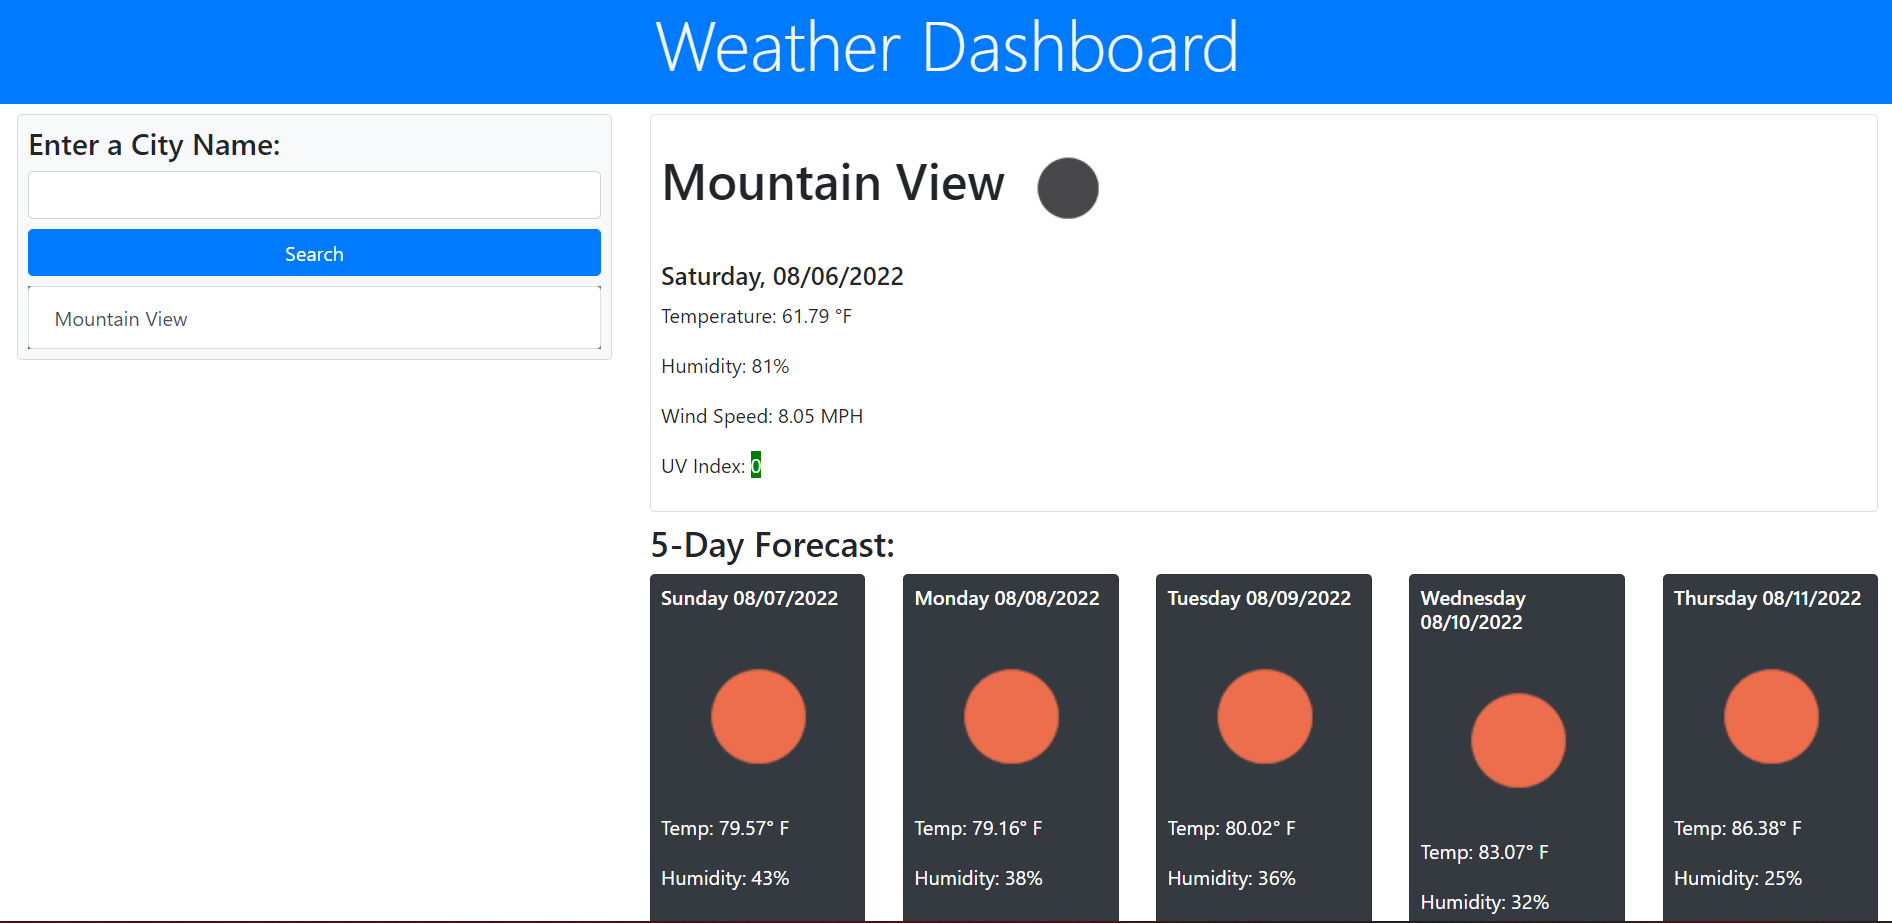 Weather Dashboard
Enter a City Name:
Search
Mountain View
Mountain View
Saturday, 08/06/2022
Temperature: 61.79 °F
Humidity: 81%
Wind Speed: 8.05 MPH
UV Index: 0
5-Day Forecast:
Sunday 08/07/2022
Temp: 79.57° F
Humidity: 43%
Monday 08/08/2022
Temp: 79.16° F
Humidity: 38%
Tuesday 08/09/2022
Temp: 80.02° F
Humidity: 36%
Wednesday
08/10/2022
Temp: 83.07° F
Humidity: 32%
Thursday 08/11/2022
Temp: 86.38° F
Humidity: 25%